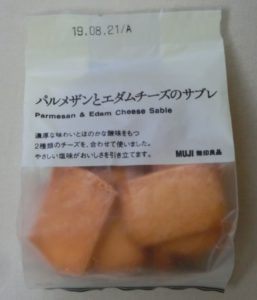 19.08.21/A
パルメザンとエダムチーズのサブレ
Parmesan & Edam Cheese Sable
濃厚な味わいとほのかな酸味をもつ
2種類のチーズを、合わせて使いました。
やさしい塩味がおいしさを引き立てます。
MUJI 無印良品